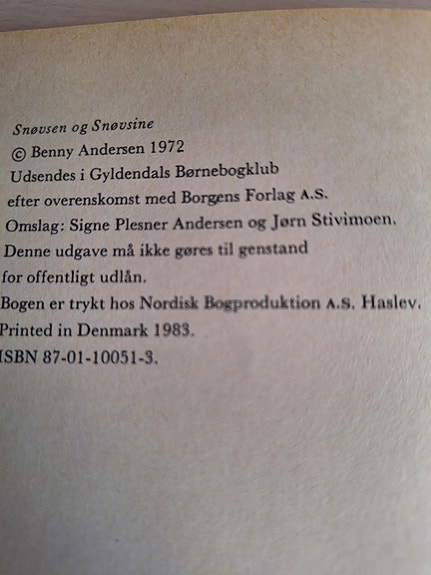 Snøvsen og Snøvsine
© Benny Andersen 1972
Udsendes i Gyldendals Børnebogklub
efter overenskomst med Borgens Forlag A.S.
Omslag: Signe Plesner Andersen og Jørn Stivimoen.
Denne udgave må ikke gøres til genstand
for offentligt udlån.
Bogen er trykt hos Nordisk Bogproduktion A.S. Haslev.
Printed in Denmark 1983.
ISBN 87-01-10051-3.